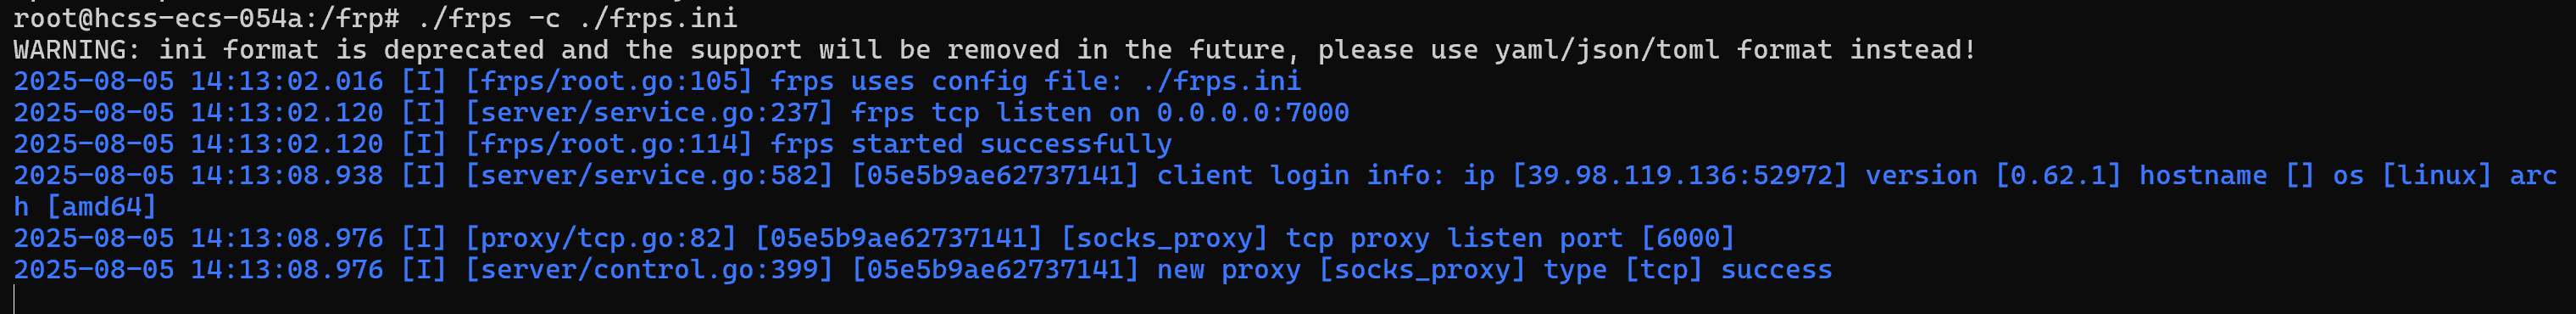 root@hcss-ecs-054a:/frp# ./frps -c ./frps.ini
WARNING: ini format is deprecated and the support will be removed in the future, please use yaml/json/toml format instead!
2025-08-05 14:13:02.016 [I] [frps/root.go:105] frps uses config file: ./frps.ini
2025-08-05 14:13:02.120 [I] [server/service.go:237] frps tcp listen on 0.0.0.0:7000
2025-08-05 14:13:02.120 [I] [frps/root.go:114] frps started successfully
2025-08-05 14:13:08.938 [I] [server/service.go:582] [05e5b9ae62737141] client login info: ip [39.98.119.136:52972] version [0.62.1] hostname [] os [linux] arc
h [amd64]
2025-08-05 14:13:08.976 [I] [proxy/tcp.go:82] [05e5b9ae62737141] [socks_proxy] tcp proxy listen port [6000]
2025-08-05 14:13:08.976 [I] [server/control.go:399] [05e5b9ae62737141] new proxy [socks_proxy] type [tcp] success